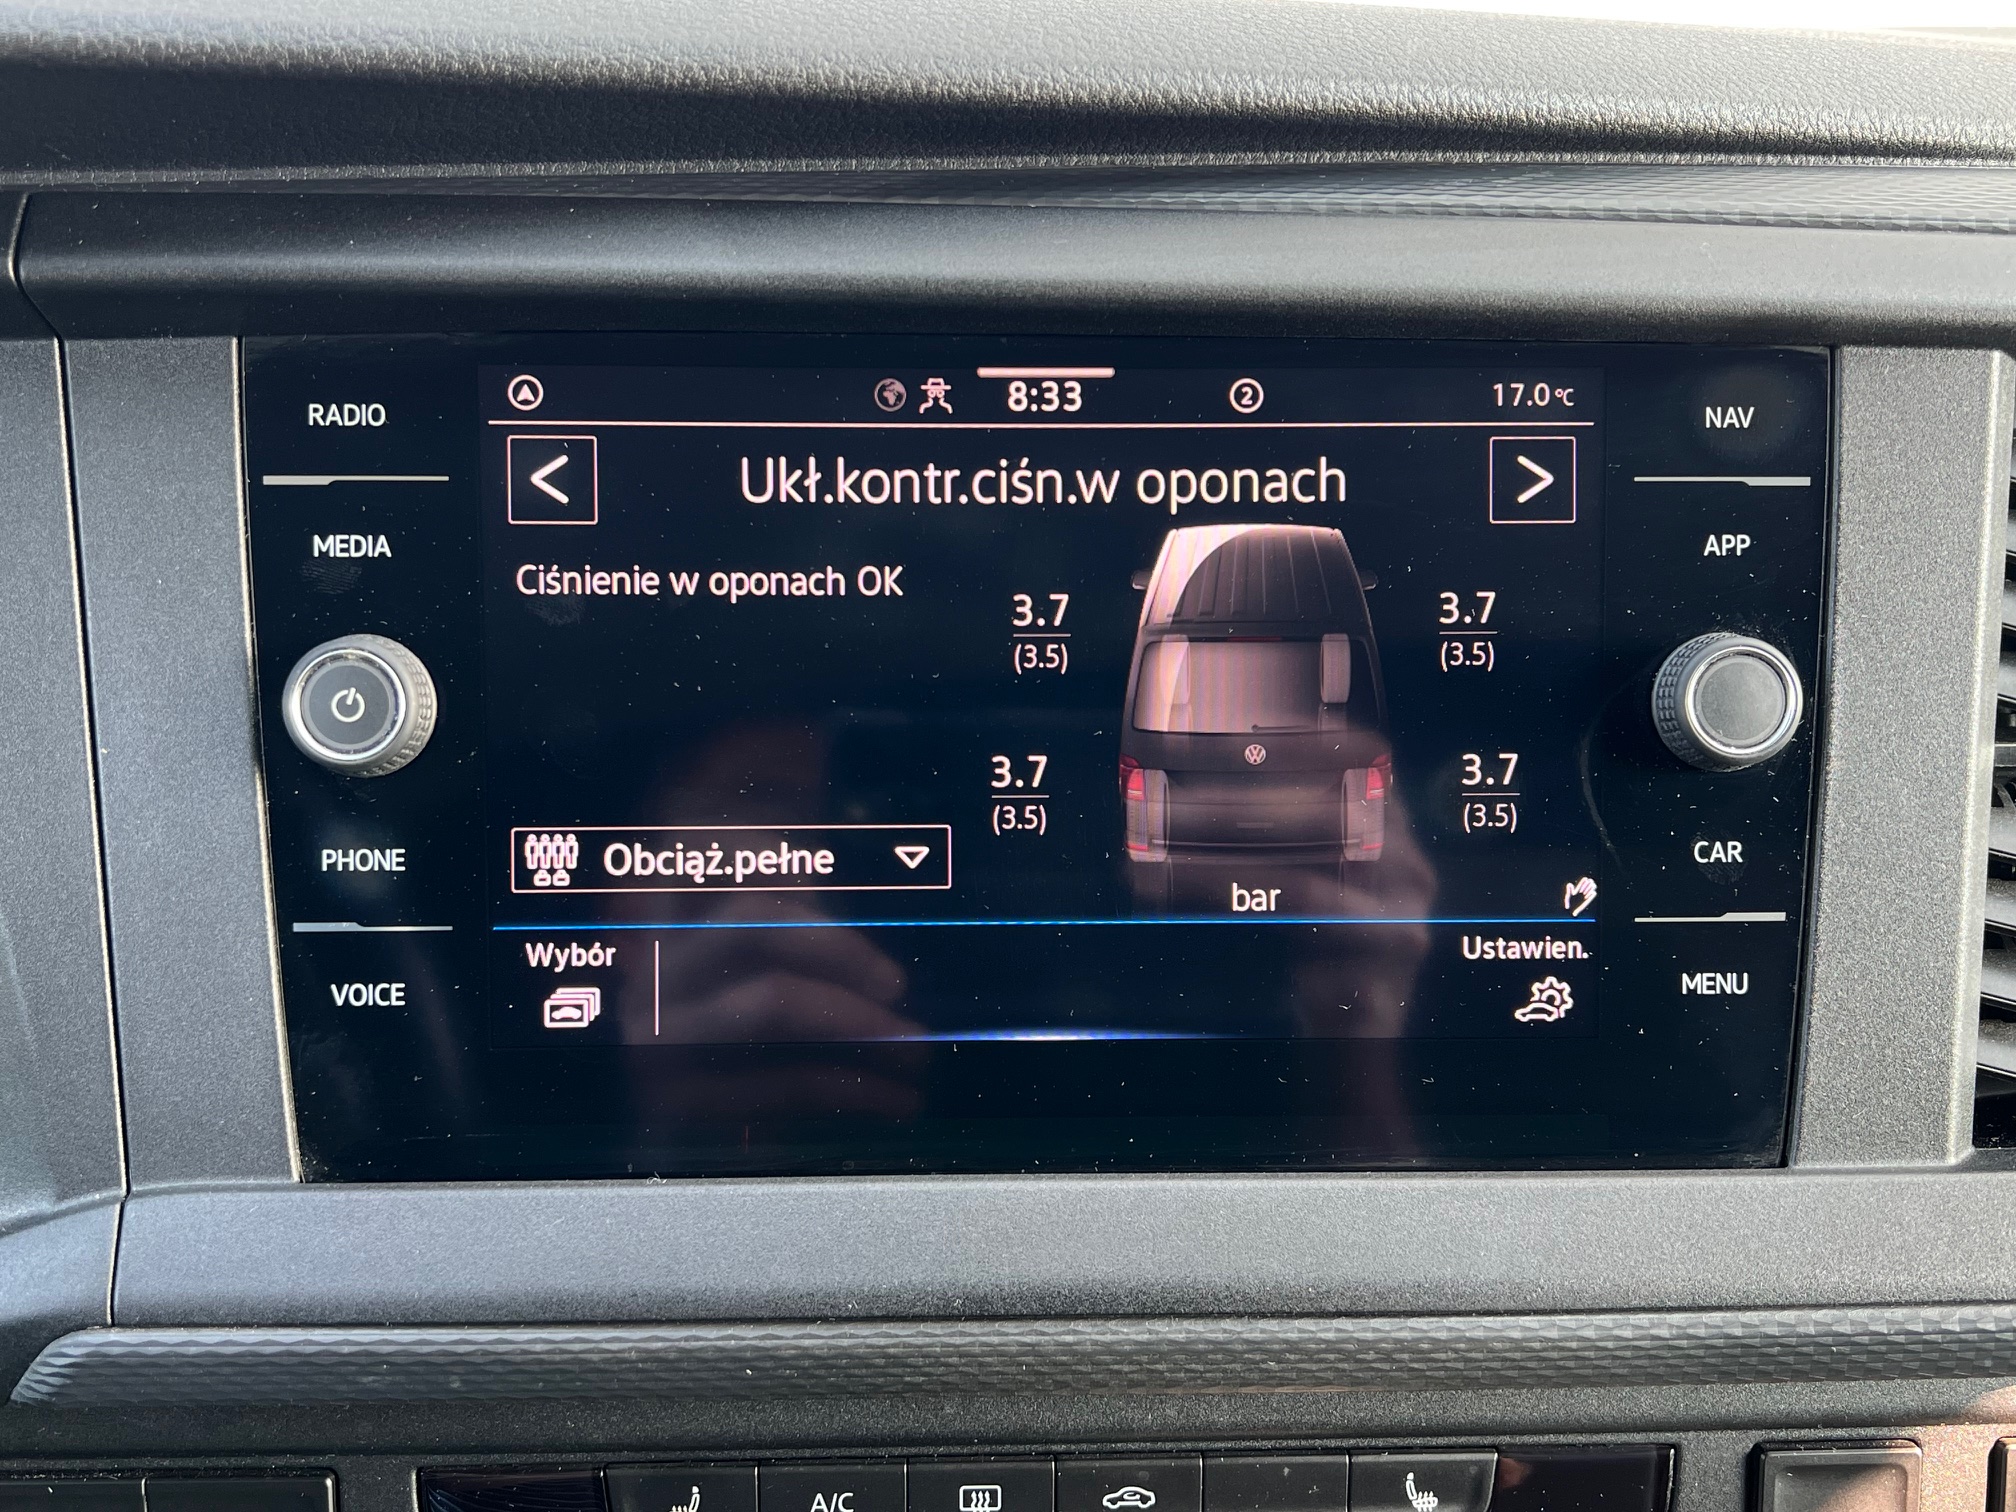 RADIO
MEDIA
PHONE
VOICE
8:33
2
17.0°C
Ukł.kontr.ciśn.w oponach
Ciśnienie w oponach OK
3.7
(3.5)
3.7
(3.5)
3.7
(3.5)
3.7
(3.5)
Obciąż.pełne
bar
Wybór
Ustawien.
NAV
APP
CAR
MENU
A/C